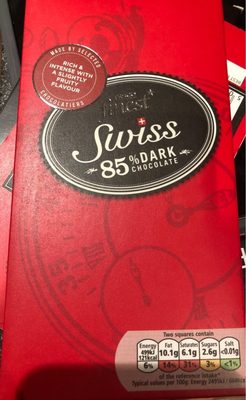 MADE BY SELECTED
RICH &
INTENSE WITH
A SLIGHTLY
FRUITY
FLAVOUR
CHOCOLATIERS
finest
Swiss
85% DARK
CHOCOLATE
Two squares contain
Energy Fat Saturates Sugars Salt
499kJ 10.1g 6.1g 2.6g <0.01g
121kcal
6% 14% 31% 3% <1%
of the reference intake*
Typical values per 100g: Energy